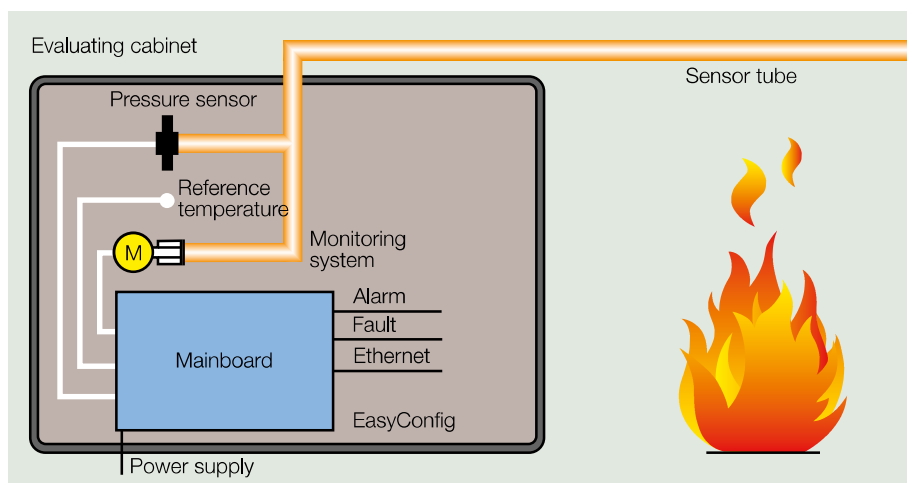 Evaluating cabinet
Sensor tube
Pressure sensor
Reference
temperature
M
Monitoring
system
Alarm
Fault
Ethernet
Mainboard
EasyConfig
Power supply